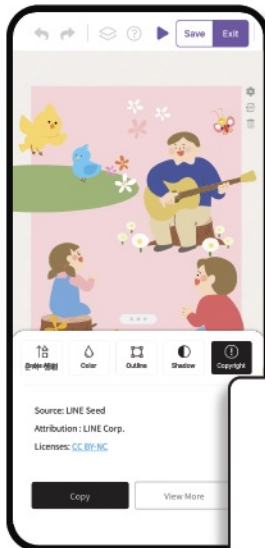 Save
Exit
Color
Outline
Shadow
Copyright
Source: LINE Seed
Attribution : LINE Corp.
Licenses: CC BY-NC
Copy
View More